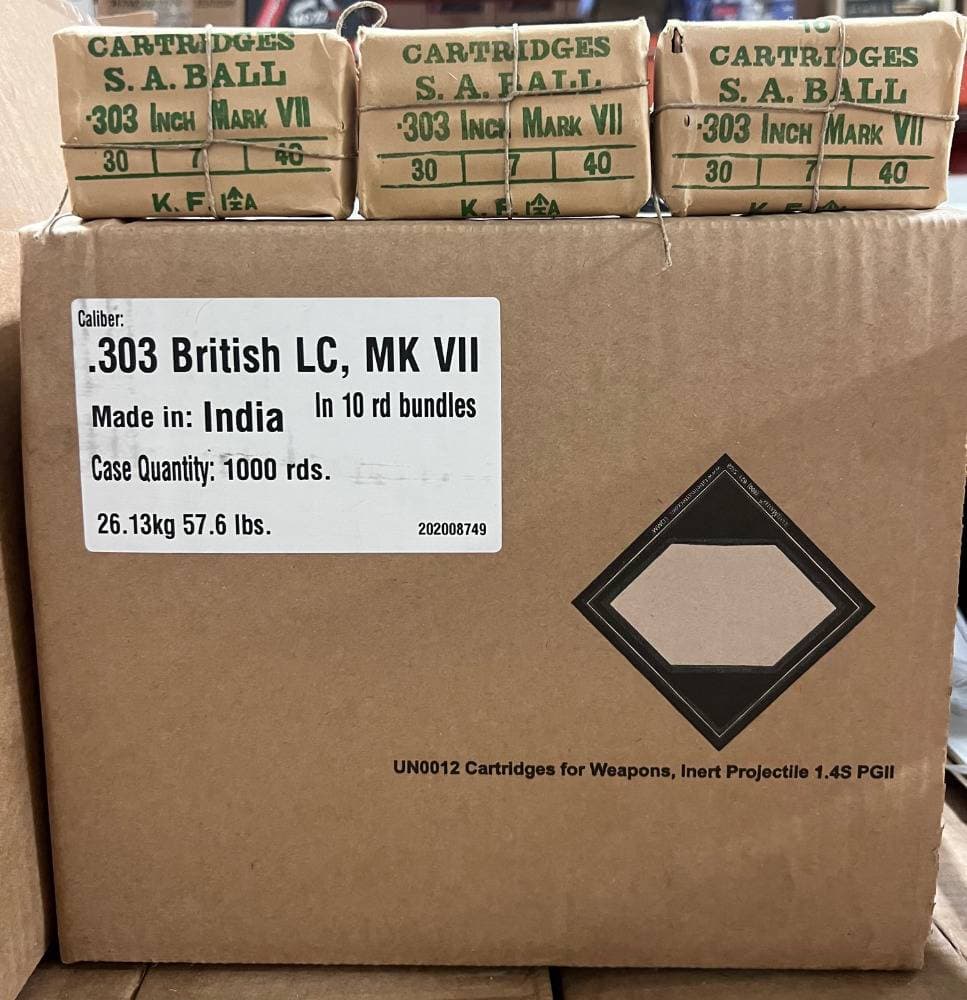 CARTRIDGES
S. A. BALL
·303 INCH MARK VII
30 7 40
K. F. I A
CARTRIDGES
S. A. BALL
·303 INCH MARK VII
30 7 40
K. F. I A
CARTRIDGES
S. A. BALL
·303 INCH MARK VII
30 7 40
K. F.
Caliber:
.303 British LC, MK VII
Made in: India In 10 rd bundles
Case Quantity: 1000 rds.
26.13kg 57.6 lbs. 202008749
UN0012 Cartridges for Weapons, Inert Projectile 1.4S PGII